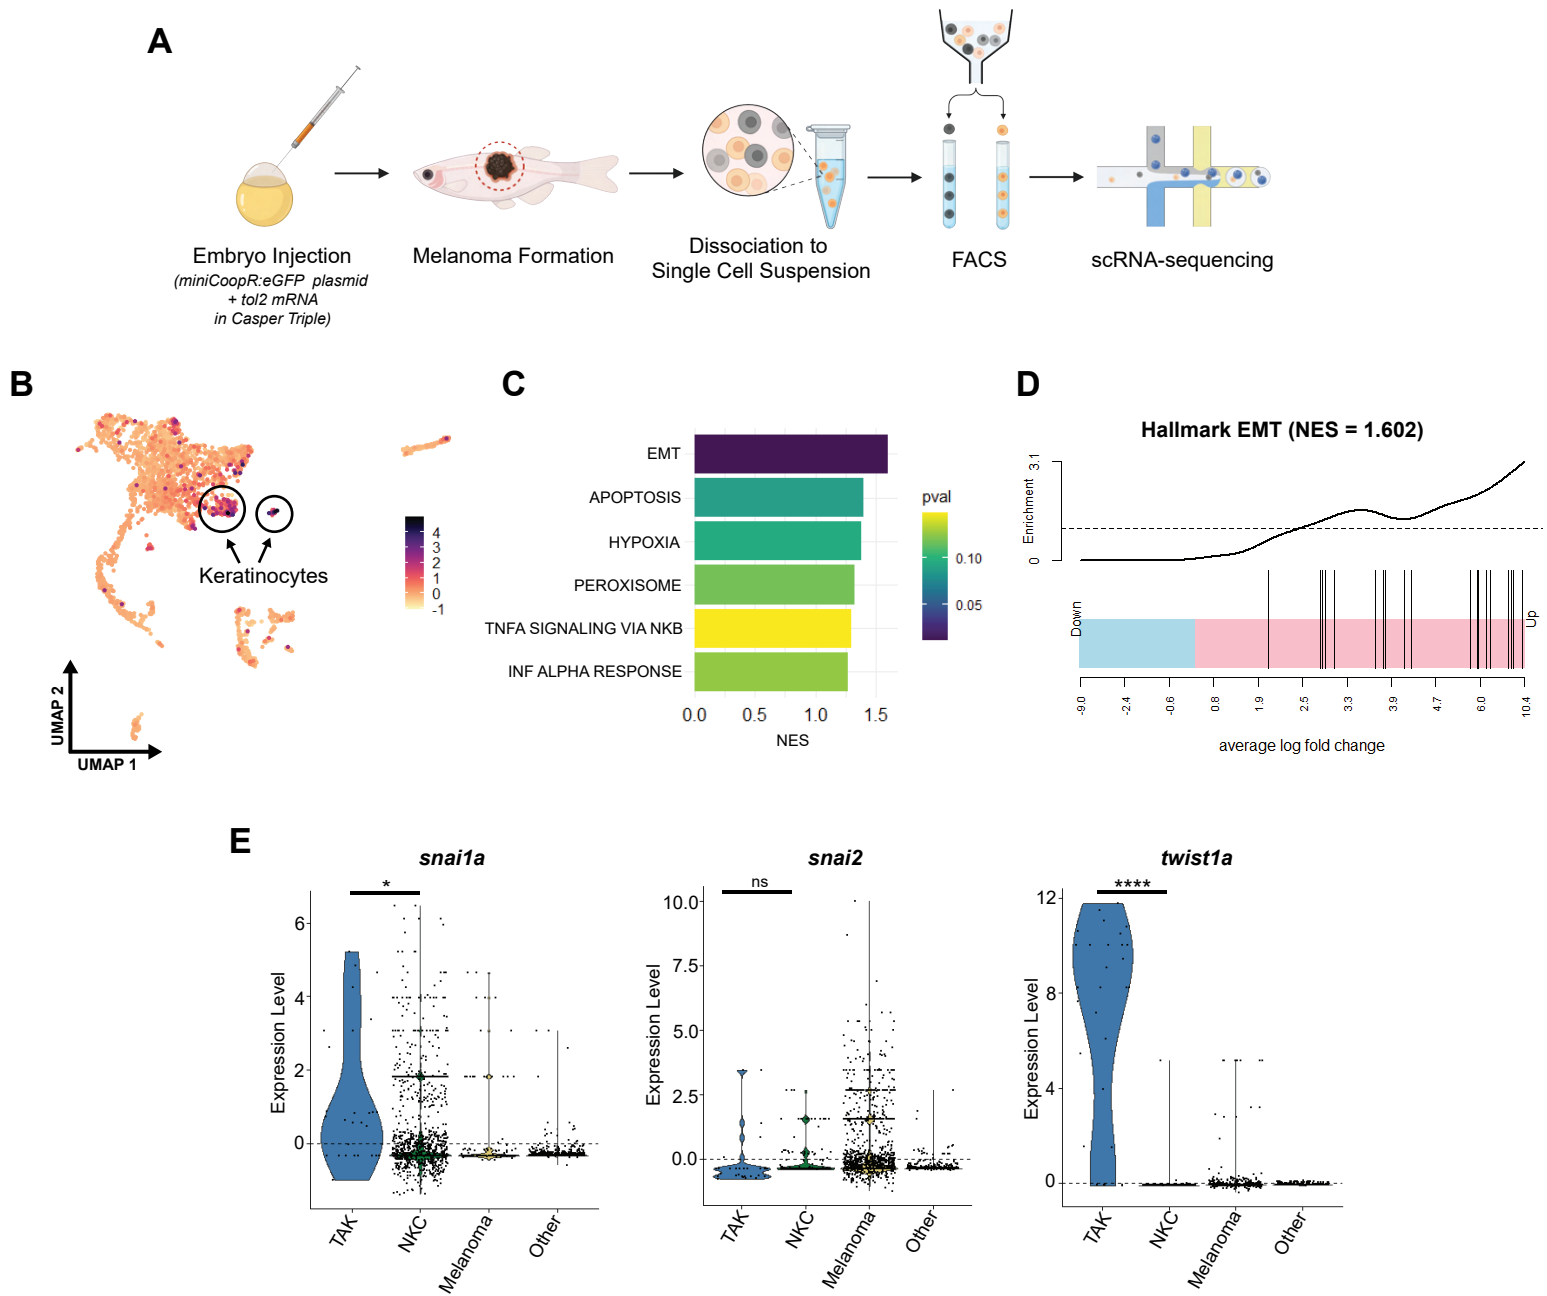 A
Embryo Injection
(miniCoopR:eGFP plasmid
+ tol2 mRNA
in Casper Triple)
Melanoma Formation
Dissociation to
Single Cell Suspension
FACS
scRNA-sequencing
B
Keratinocytes
4
3
2
1
0
-1
UMAP 2
UMAP 1
C
EMT
APOPTOSIS
HYPOXIA
PEROXISOME
TNFA SIGNALING VIA NKB
INF ALPHA RESPONSE
0.0 0.5 1.0 1.5
NES
pval
0.10
0.05
D
Hallmark EMT (NES = 1.602)
Enrichment
3.1
0
Down
Up
-9.0 -2.4 -0.6 0.8 1.9 2.5 3.3 3.9 4.7 6.0 10.4
average log fold change
E
snai1a
*
Expression Level
6
4
2
0
TAK NKC Melanoma Other
snai2
ns
Expression Level
10.0
7.5
5.0
2.5
0.0
TAK NKC Melanoma Other
twist1a
****
Expression Level
12
8
4
0
TAK NKC Melanoma Other